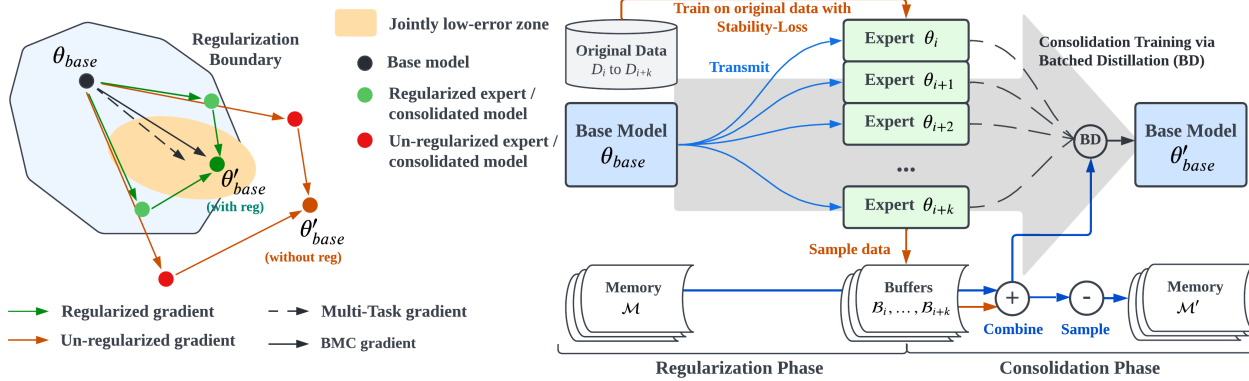 θbase
Regularization
Boundary
θ′base
(with reg)
θ′base
(without reg)
Jointly low-error zone
Base model
Regularized expert /
consolidated model
Un-regularized expert /
consolidated model
Regularized gradient
Un-regularized gradient
Multi-Task gradient
BMC gradient
Train on original data with
Stability-Loss
Original Data
Di to Di+k
Transmit
Base Model
θbase
Expert θi
Expert θi+1
Expert θi+2
...
Expert θi+k
Consolidation Training via
Batched Distillation (BD)
BD
Base Model
θ′base
Sample data
Memory
M
Buffers
Bi, ... , Bi+k
+
Combine
-
Sample
Memory
M′
Regularization Phase
Consolidation Phase